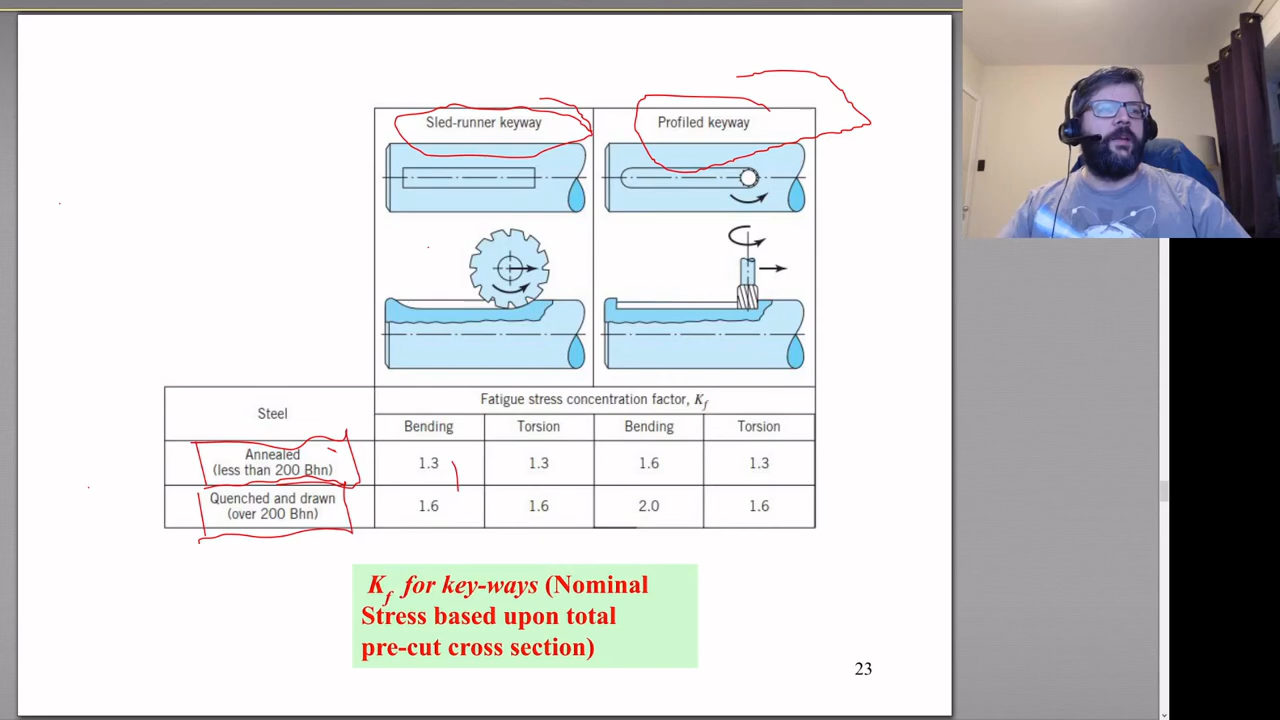 Sled-runner keyway
Profiled keyway
Steel
Fatigue stress concentration factor, K_f
Bending
Torsion
Bending
Torsion
Annealed
(less than 200 Bhn)
1.3
1.3
1.6
1.3
Quenched and drawn
(over 200 Bhn)
1.6
1.6
2.0
1.6
K_f for key-ways (Nominal
Stress based upon total
pre-cut cross section)
23